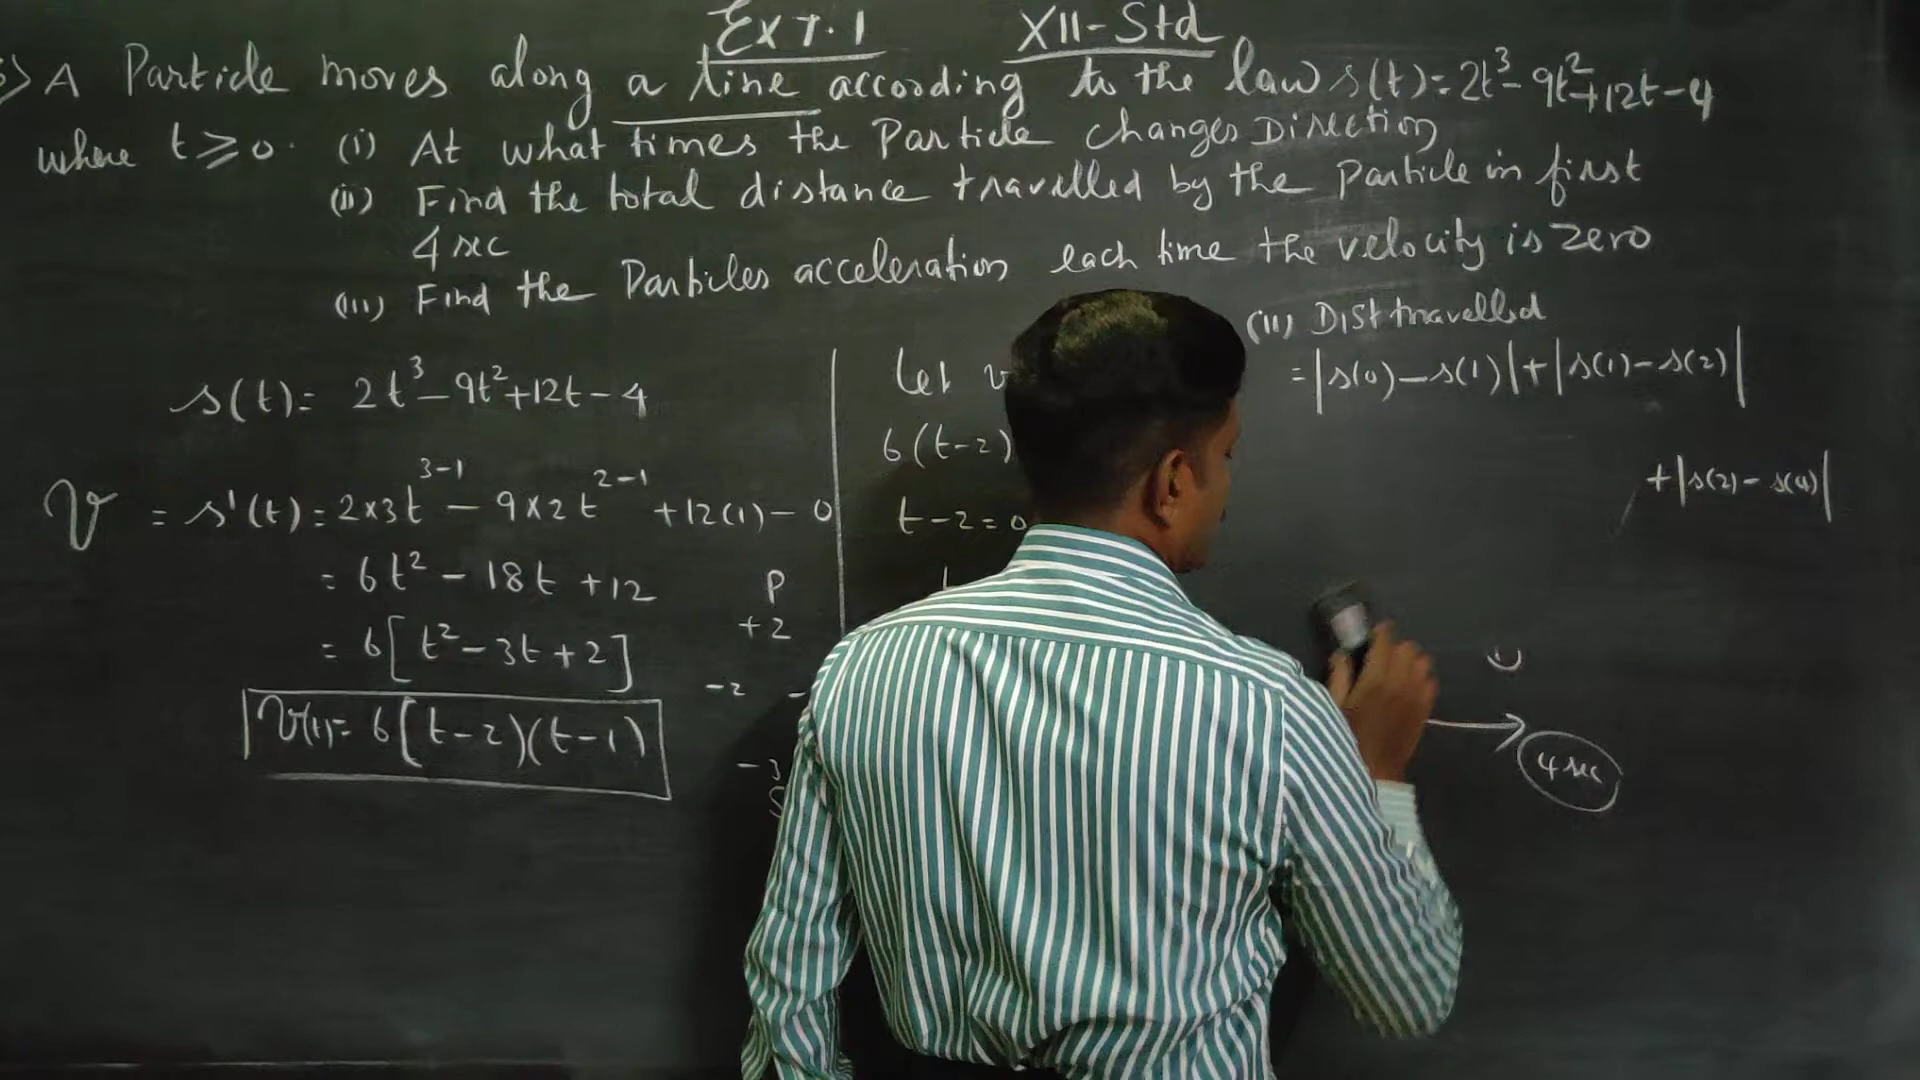 Ex 7.1 XII-Std
A Particle moves along a line according to the law s(t) = 2t³ - 9t² + 12t - 4
where t ≥ 0. (i) At what times the Particle changes Direction
(ii) Find the total distance travelled by the Particle in first
4 sec
(iii) Find the Particles acceleration each time the velocity is zero
s(t) = 2t³ - 9t² + 12t - 4
V = s'(t) = 2×3t³⁻¹ - 9×2t²⁻¹ + 12(1) - 0
= 6t² - 18t + 12
= 6[t² - 3t + 2]
V(t) = 6(t-2)(t-1)
P
+2
-2 -
-3
S
Let v
6(t-2)
t-2=0
(ii) Dist travelled
= |s(0) - s(1)| + |s(1) - s(2)|
+ |s(2) - s(4)|
4 sec